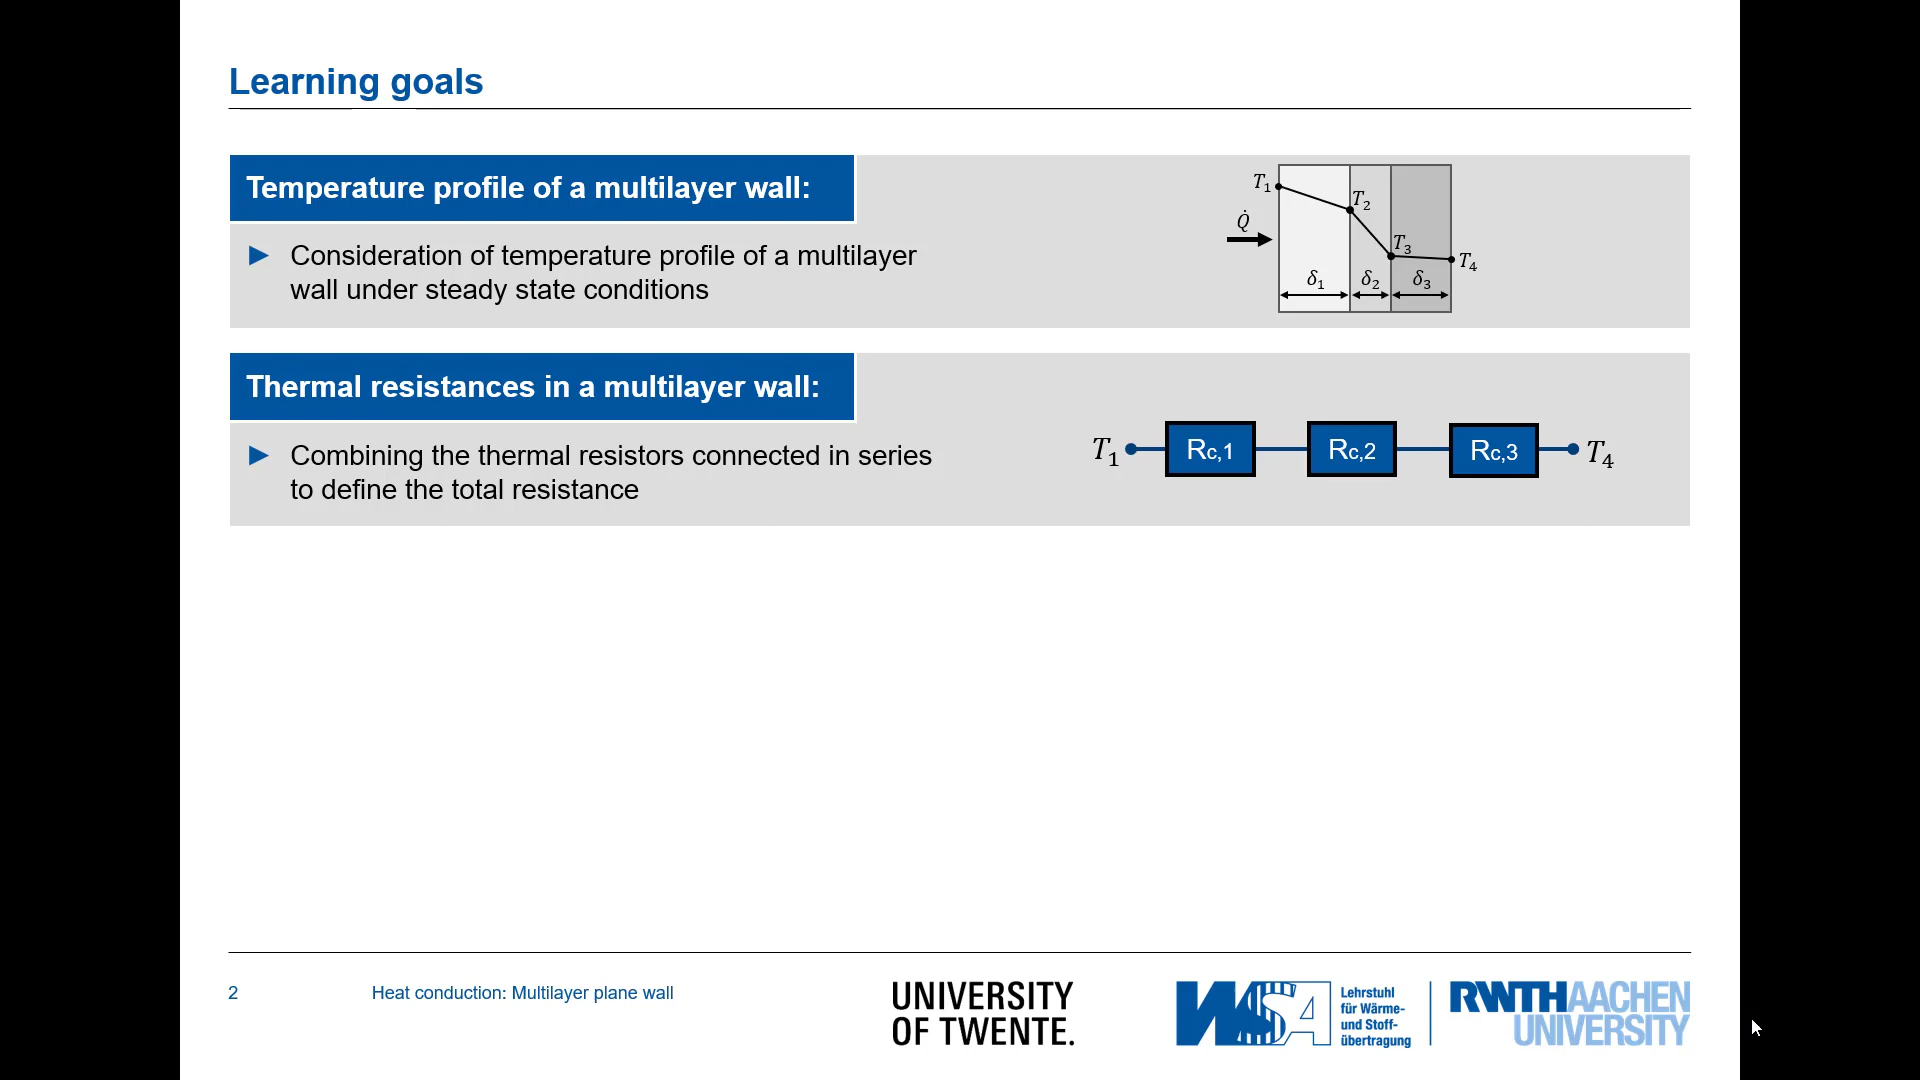 Learning goals
Temperature profile of a multilayer wall:
► Consideration of temperature profile of a multilayer
wall under steady state conditions
T₁
T₂
Q̇
T₃
T₄
δ₁ δ₂ δ₃
Thermal resistances in a multilayer wall:
► Combining the thermal resistors connected in series
to define the total resistance
T₁ Rc,1 Rc,2 Rc,3 T₄
2 Heat conduction: Multilayer plane wall
UNIVERSITY
OF TWENTE.
WSA
Lehrstuhl
für Wärme-
und Stoff-
übertragung
RWTHAACHEN
UNIVERSITY